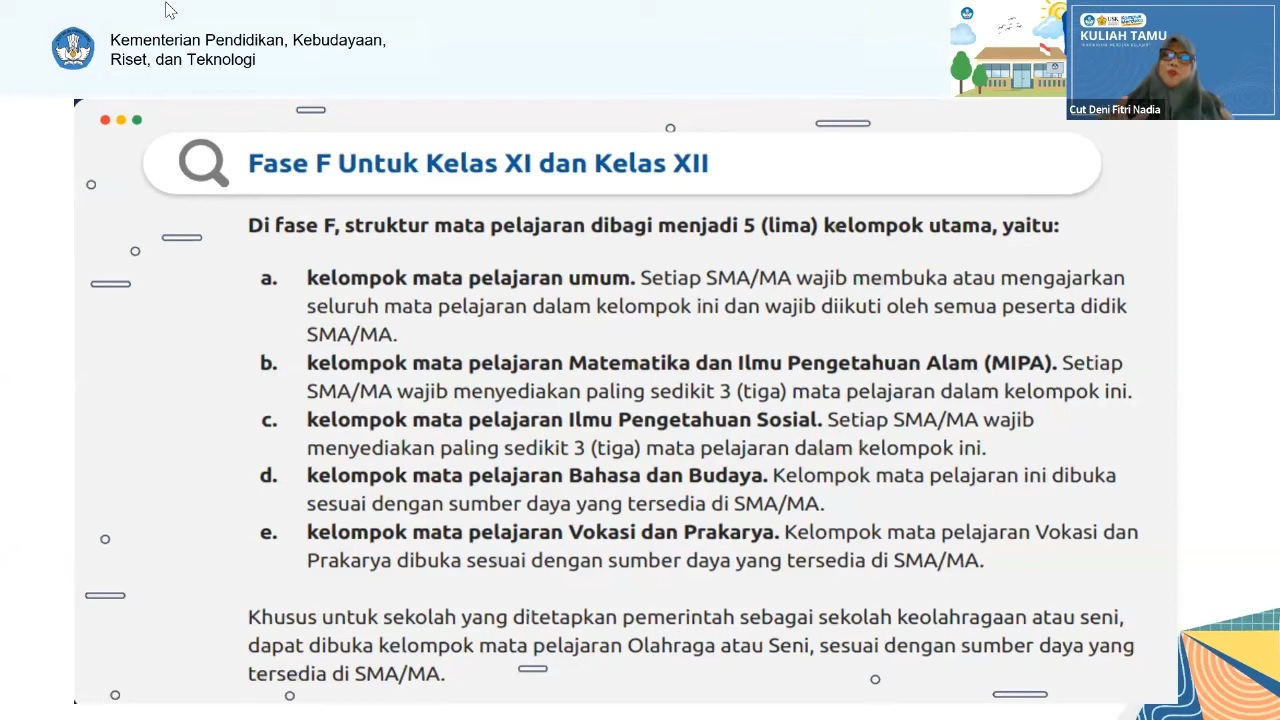 Kementerian Pendidikan, Kebudayaan,
Riset, dan Teknologi
KULIAH TAMU
Cut Deni Fitri Nadia
Fase F Untuk Kelas XI dan Kelas XII
Di fase F, struktur mata pelajaran dibagi menjadi 5 (lima) kelompok utama, yaitu:
a. kelompok mata pelajaran umum. Setiap SMA/MA wajib membuka atau mengajarkan
seluruh mata pelajaran dalam kelompok ini dan wajib diikuti oleh semua peserta didik
SMA/MA.
b. kelompok mata pelajaran Matematika dan Ilmu Pengetahuan Alam (MIPA). Setiap
SMA/MA wajib menyediakan paling sedikit 3 (tiga) mata pelajaran dalam kelompok ini.
c. kelompok mata pelajaran Ilmu Pengetahuan Sosial. Setiap SMA/MA wajib
menyediakan paling sedikit 3 (tiga) mata pelajaran dalam kelompok ini.
d. kelompok mata pelajaran Bahasa dan Budaya. Kelompok mata pelajaran ini dibuka
sesuai dengan sumber daya yang tersedia di SMA/MA.
e. kelompok mata pelajaran Vokasi dan Prakarya. Kelompok mata pelajaran Vokasi dan
Prakarya dibuka sesuai dengan sumber daya yang tersedia di SMA/MA.
Khusus untuk sekolah yang ditetapkan pemerintah sebagai sekolah keolahragaan atau seni,
dapat dibuka kelompok mata pelajaran Olahraga atau Seni, sesuai dengan sumber daya yang
tersedia di SMA/MA.